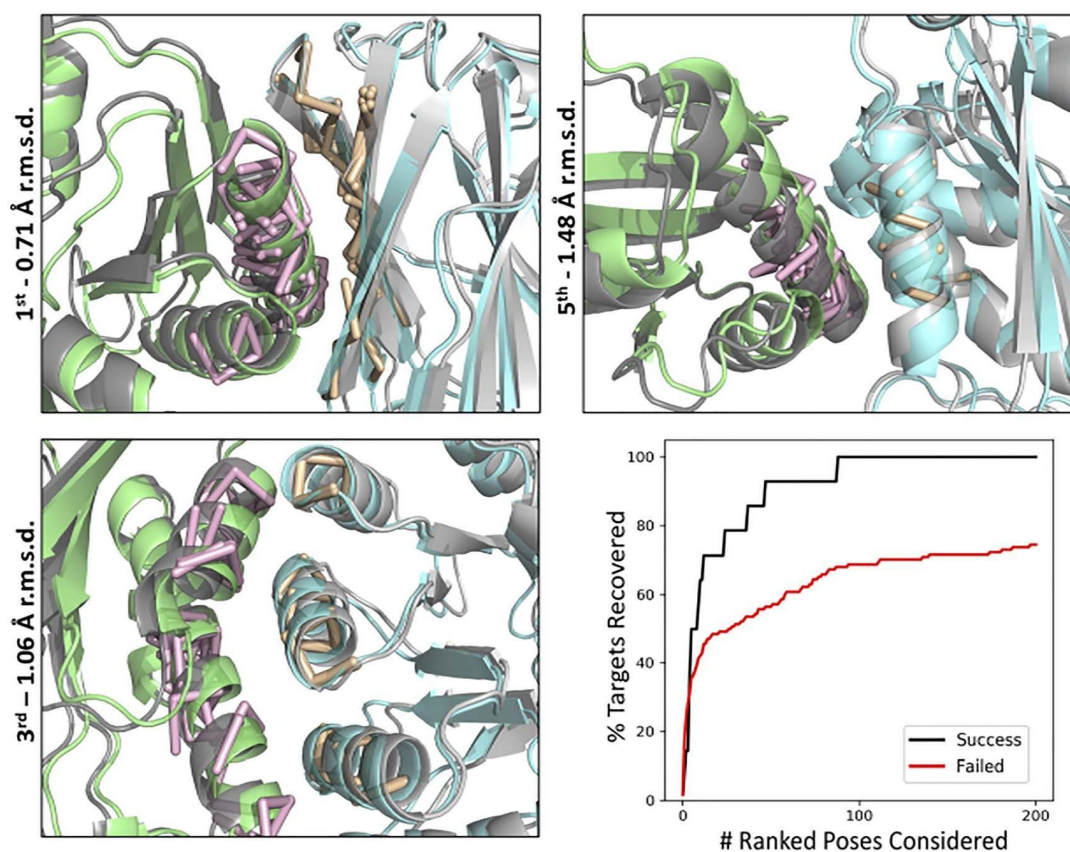 1st - 0.71 Å r.m.s.d.
5th - 1.48 Å r.m.s.d.
3rd – 1.06 Å r.m.s.d.
% Targets Recovered
100
80
60
40
20
0
Success
Failed
0
100
200
# Ranked Poses Considered